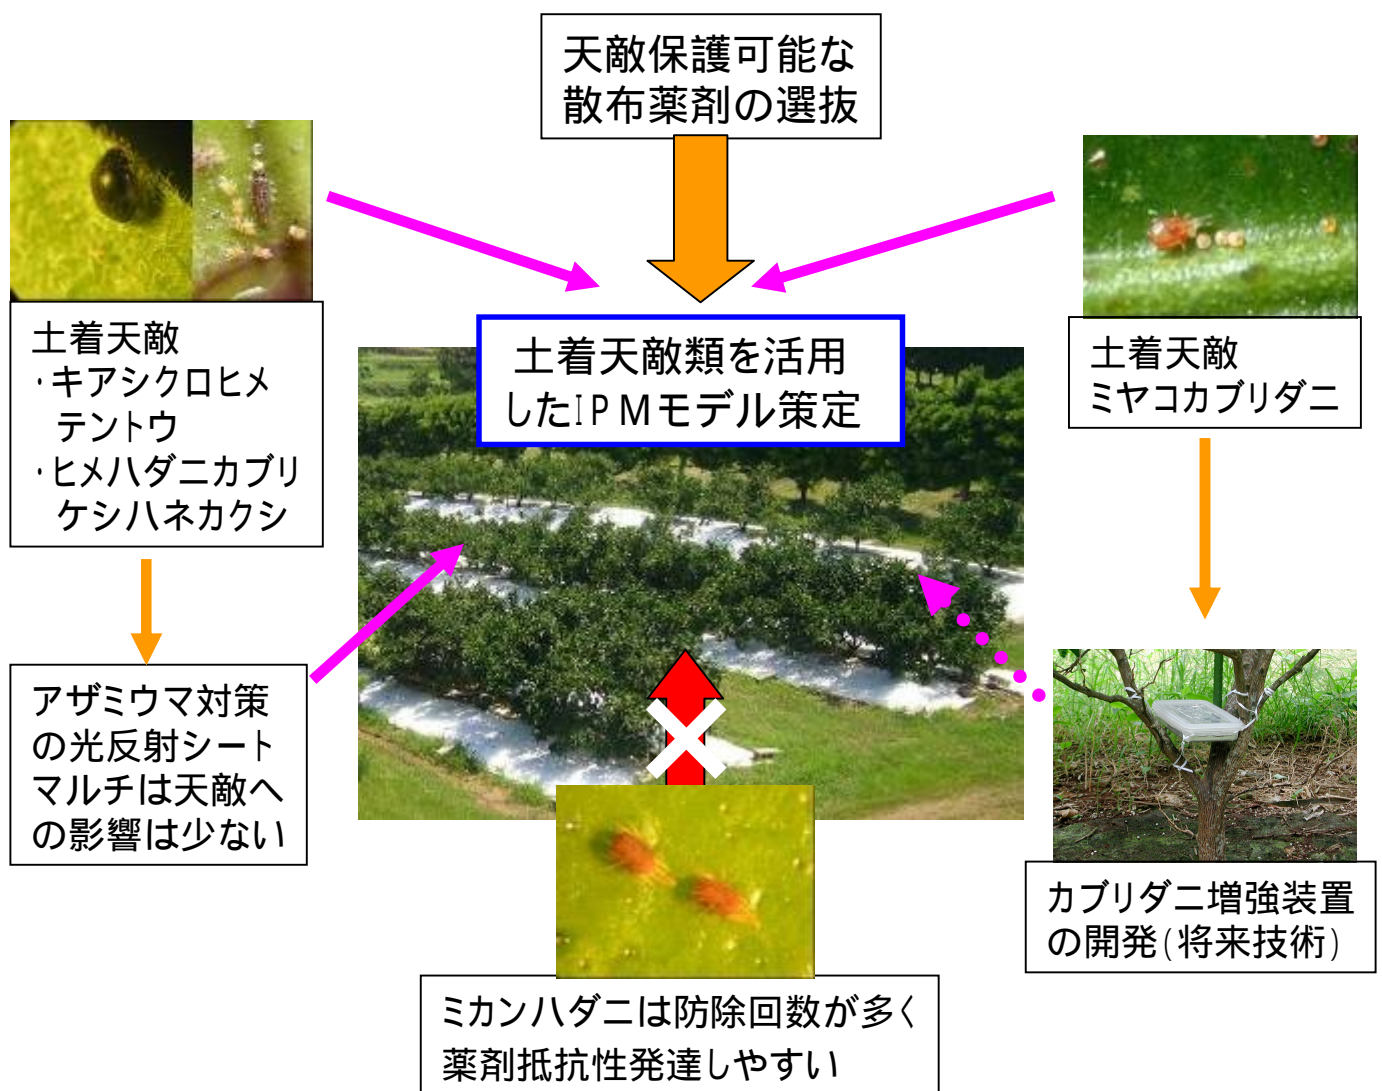 天敵保護可能な
散布薬剤の選抜
土着天敵
・キアシクロヒメ
テントウ
・ヒメハダニカブリ
ケシハネカクシ
土着天敵類を活用
したIPMモデル策定
土着天敵
ミヤコカブリダニ
アザミウマ対策
の光反射シート
マルチは天敵へ
の影響は少ない
カブリダニ増強装置
の開発(将来技術)
ミカンハダニは防除回数が多く
薬剤抵抗性発達しやすい